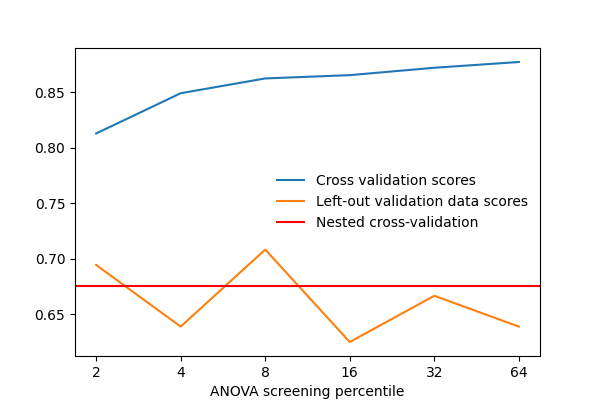 0.85
0.80
0.75
0.70
0.65
Cross validation scores
Left-out validation data scores
Nested cross-validation
2 4 8 16 32 64
ANOVA screening percentile